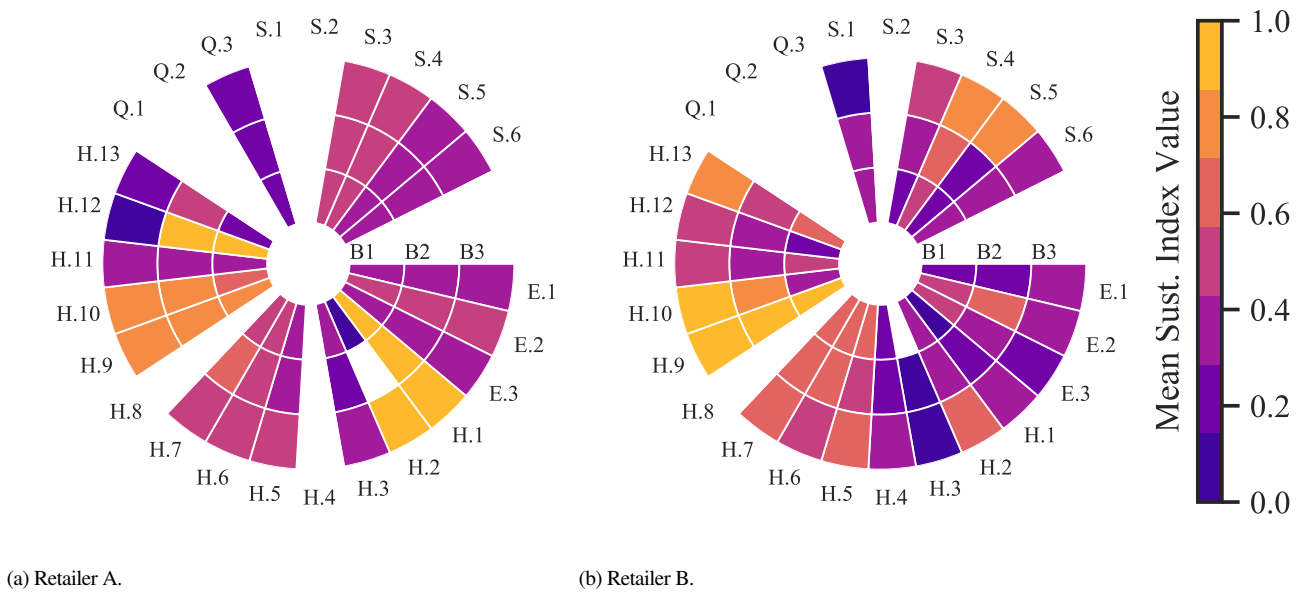 S.1
S.2
Q.3
S.3
Q.2
S.4
Q.1
S.5
H.13
S.6
H.12
H.11
B1 B2 B3
E.1
H.10
E.2
H.9
E.3
H.8
H.1
H.7
H.2
H.6
H.3
H.5
H.4
(a) Retailer A.
S.1
S.2
Q.3
S.3
Q.2
S.4
Q.1
S.5
H.13
S.6
H.12
H.11
B1 B2 B3
E.1
H.10
E.2
H.9
E.3
H.8
H.1
H.7
H.2
H.6
H.3
H.5
H.4
(b) Retailer B.
Mean Sust. Index Value
1.0
0.8
0.6
0.4
0.2
0.0